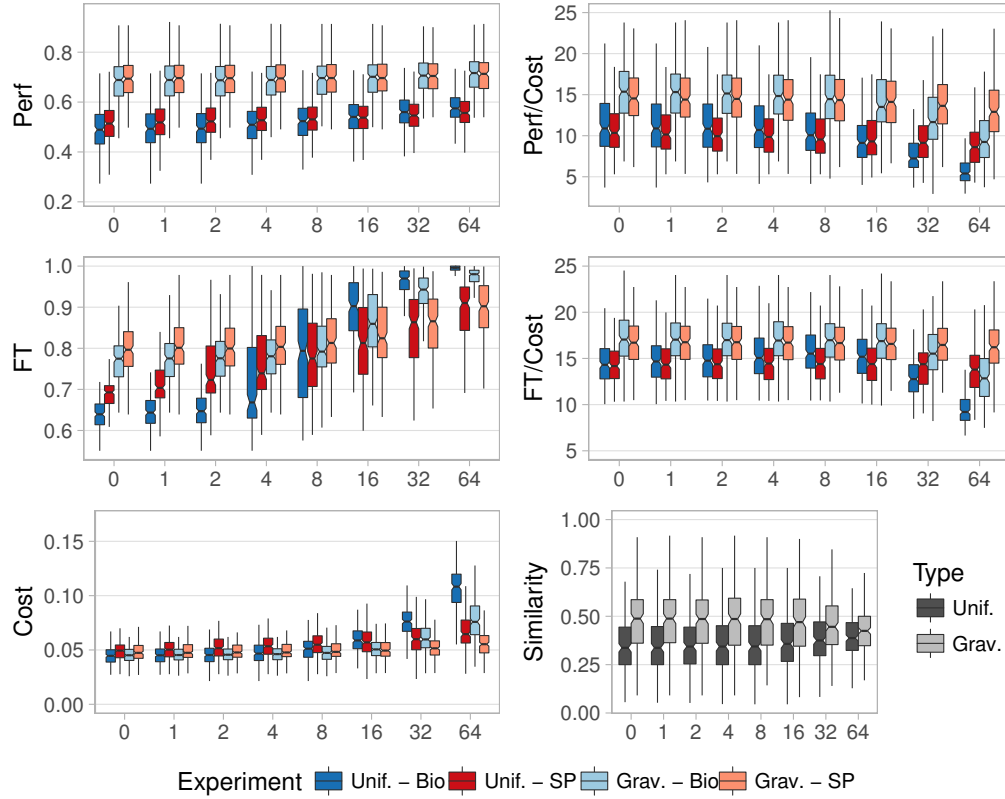 Perf
0.8
0.6
0.4
0.2
0 1 2 4 8 16 32 64
Perf/Cost
25
20
15
10
5
0 1 2 4 8 16 32 64
FT
1.0
0.9
0.8
0.7
0.6
0 1 2 4 8 16 32 64
FT/Cost
25
20
15
10
5
0 1 2 4 8 16 32 64
Cost
0.15
0.10
0.05
0.00
0 1 2 4 8 16 32 64
Similarity
1.00
0.75
0.50
0.25
0.00
0 1 2 4 8 16 32 64
Type
Unif.
Grav.
Experiment Unif. − Bio Unif. − SP Grav. − Bio Grav. − SP